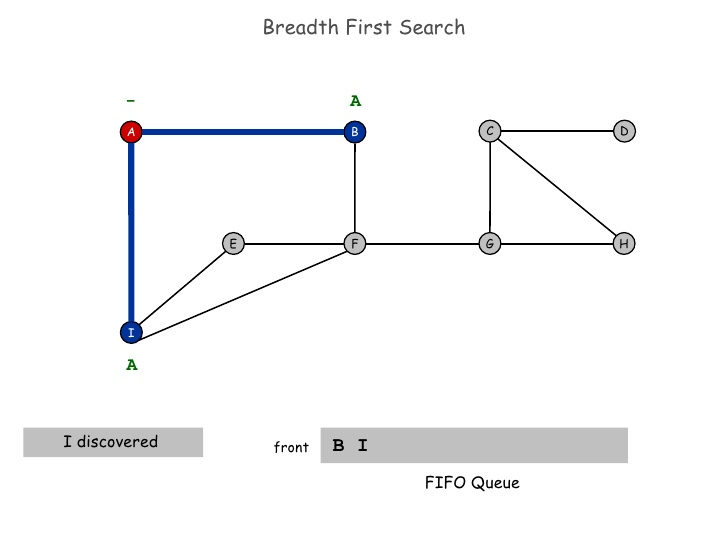 Breadth First Search
- A
A B C D
E F G H
I
A
I discovered front B I
FIFO Queue